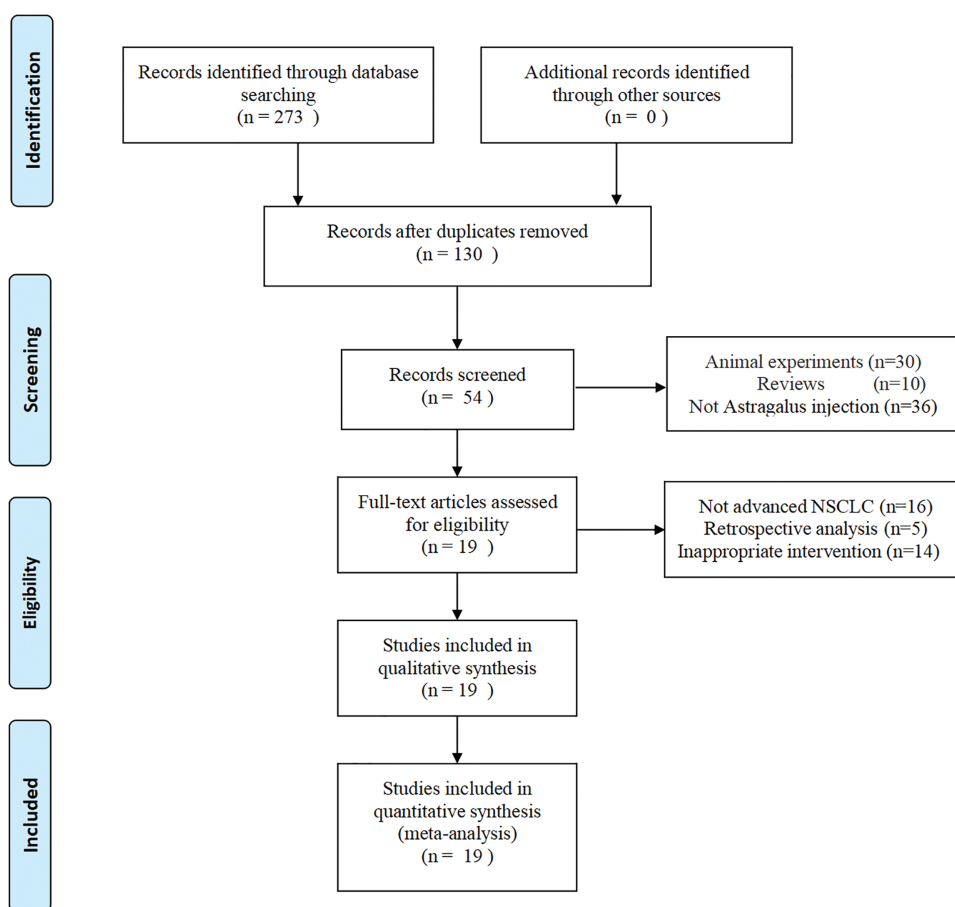 Identification
Records identified through database
searching
(n = 273 )
Additional records identified
through other sources
(n = 0 )
Records after duplicates removed
(n = 130 )
Screening
Records screened
(n = 54 )
Animal experiments (n=30)
Reviews (n=10)
Not Astragalus injection (n=36)
Eligibility
Full-text articles assessed
for eligibility
(n = 19 )
Not advanced NSCLC (n=16)
Retrospective analysis (n=5)
Inappropriate intervention (n=14)
Studies included in
qualitative synthesis
(n = 19 )
Included
Studies included in
quantitative synthesis
(meta-analysis)
(n = 19 )